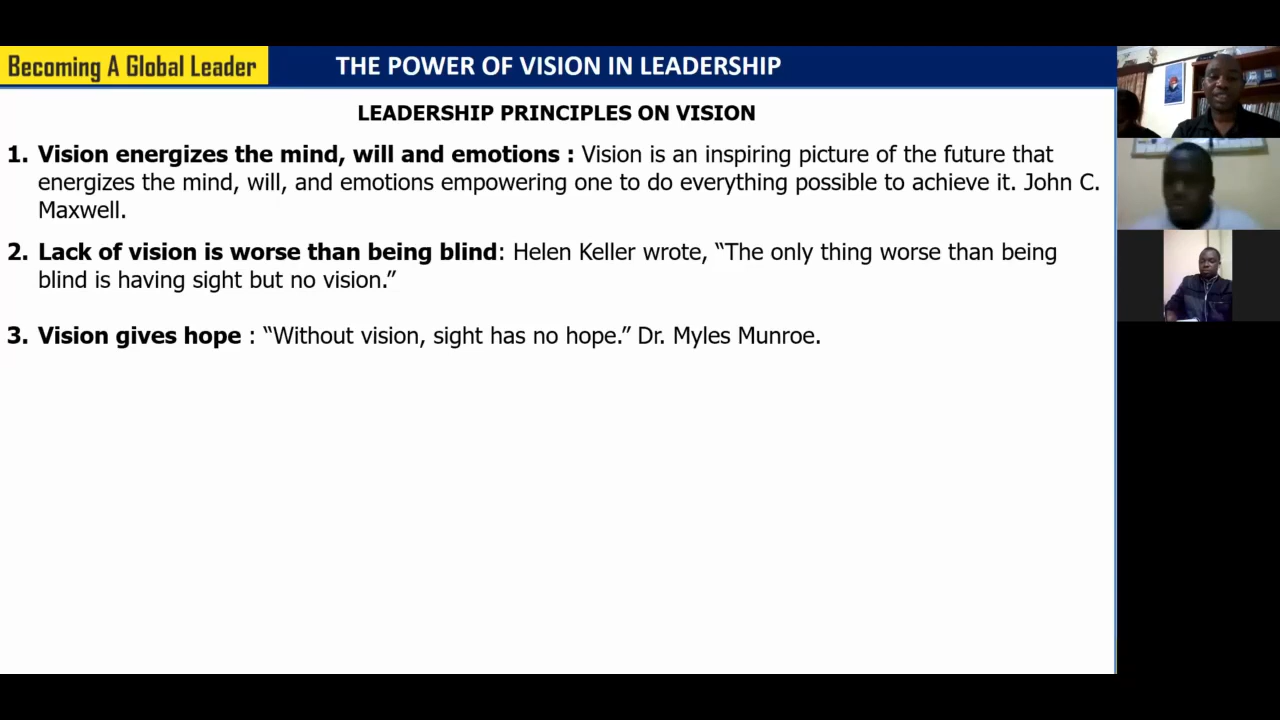 Becoming A Global Leader
THE POWER OF VISION IN LEADERSHIP
LEADERSHIP PRINCIPLES ON VISION
1. Vision energizes the mind, will and emotions : Vision is an inspiring picture of the future that
energizes the mind, will, and emotions empowering one to do everything possible to achieve it. John C.
Maxwell.
2. Lack of vision is worse than being blind: Helen Keller wrote, “The only thing worse than being
blind is having sight but no vision.”
3. Vision gives hope : “Without vision, sight has no hope.” Dr. Myles Munroe.